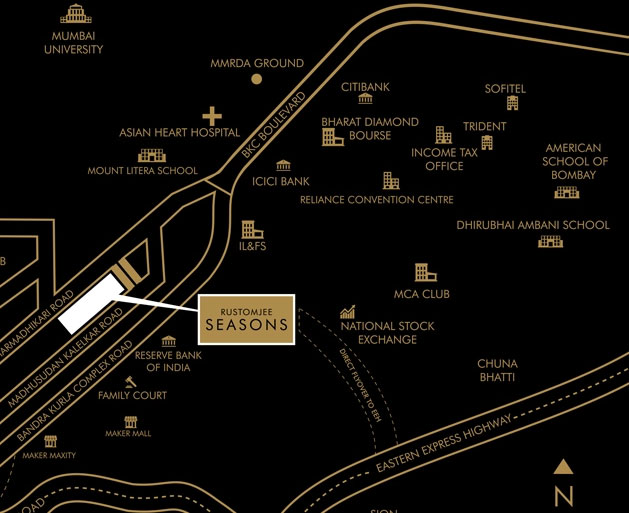 MUMBAI
UNIVERSITY
MMRDA GROUND
CITIBANK
SOFITEL
ASIAN HEART HOSPITAL
BKC BOULEVARD
BHARAT DIAMOND
BOURSE
TRIDENT
INCOME TAX
OFFICE
AMERICAN
SCHOOL OF
BOMBAY
MOUNT LITERA SCHOOL
ICICI BANK
RELIANCE CONVENTION CENTRE
DHIRUBHAI AMBANI SCHOOL
IL&FS
B
MCA CLUB
RUSTOMJEE
SEASONS
NATIONAL STOCK
EXCHANGE
DIRECT FLYOVER TO EEH
CHUNA
BHATTI
ARMADHIKARI ROAD
MADHUSUDAN KALELKAR ROAD
BANDRA KURLA COMPLEX ROAD
RESERVE BANK
OF INDIA
FAMILY COURT
MAKER MALL
MAKER MAXITY
EASTERN EXPRESS HIGHWAY
OAD
N